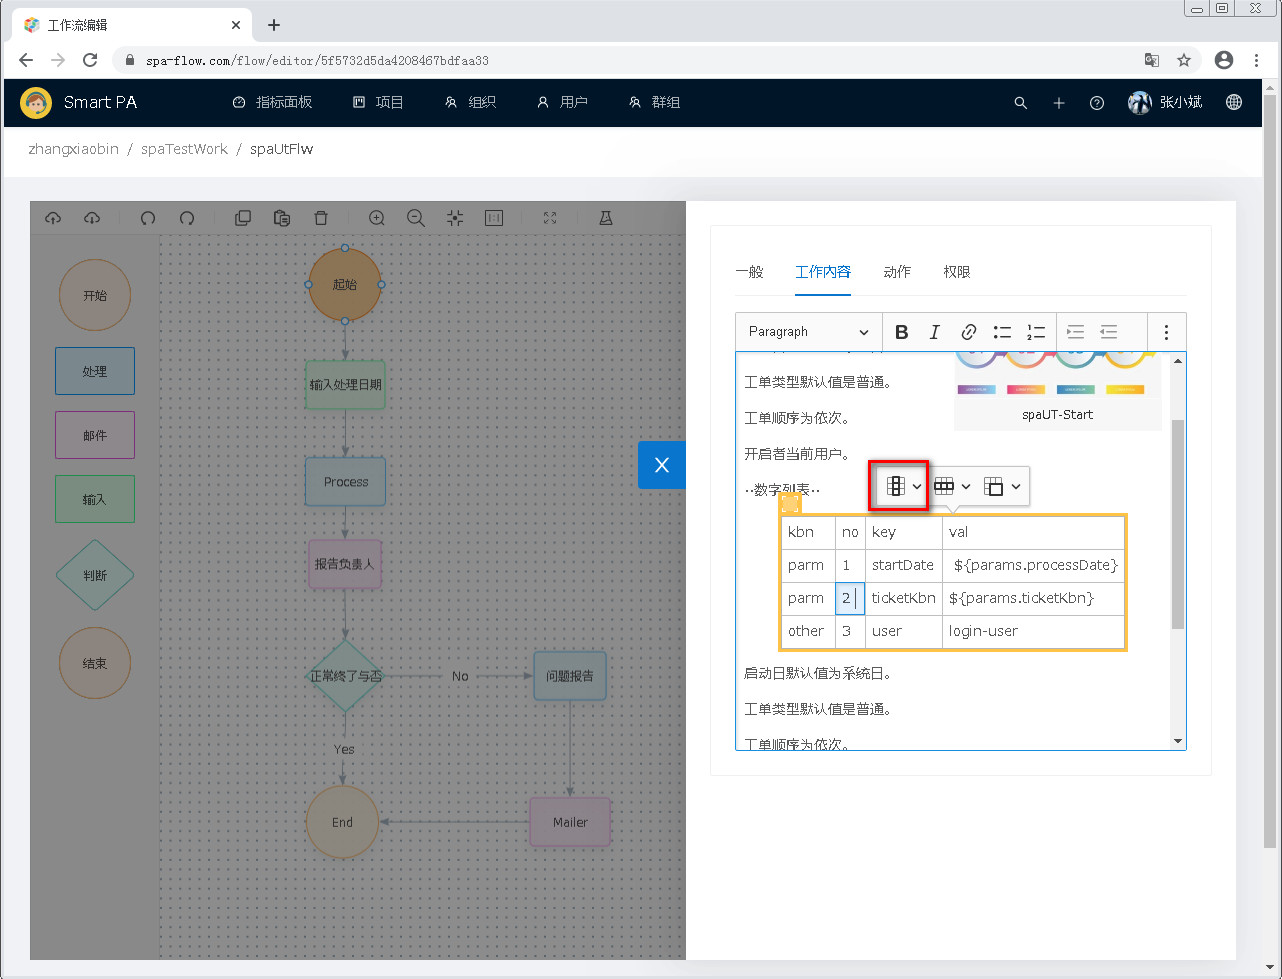 工作流编辑
spa-flow.com/flow/editor/5f5732d5da4208467bdfaa33
Smart PA
指标面板
项目
组织
用户
群组
张小斌
zhangxiaobin / spaTestWork / spaUtFlw
开始
处理
邮件
输入
判断
结束
起始
输入处理日期
Process
报告负责人
正常终了与否
No
问题报告
Yes
End
Mailer
X
一般
工作内容
动作
权限
Paragraph
工单类型默认值是普通。
工单顺序为依次。
开启者当前用户。
spaUT-Start
··数字列表··
kbn no key val
parm 1 startDate ${params.processDate}
parm 2 ticketKbn ${params.ticketKbn}
other 3 user login-user
启动日默认值为系统日。
工单类型默认值是普通。
工单顺序为依次。